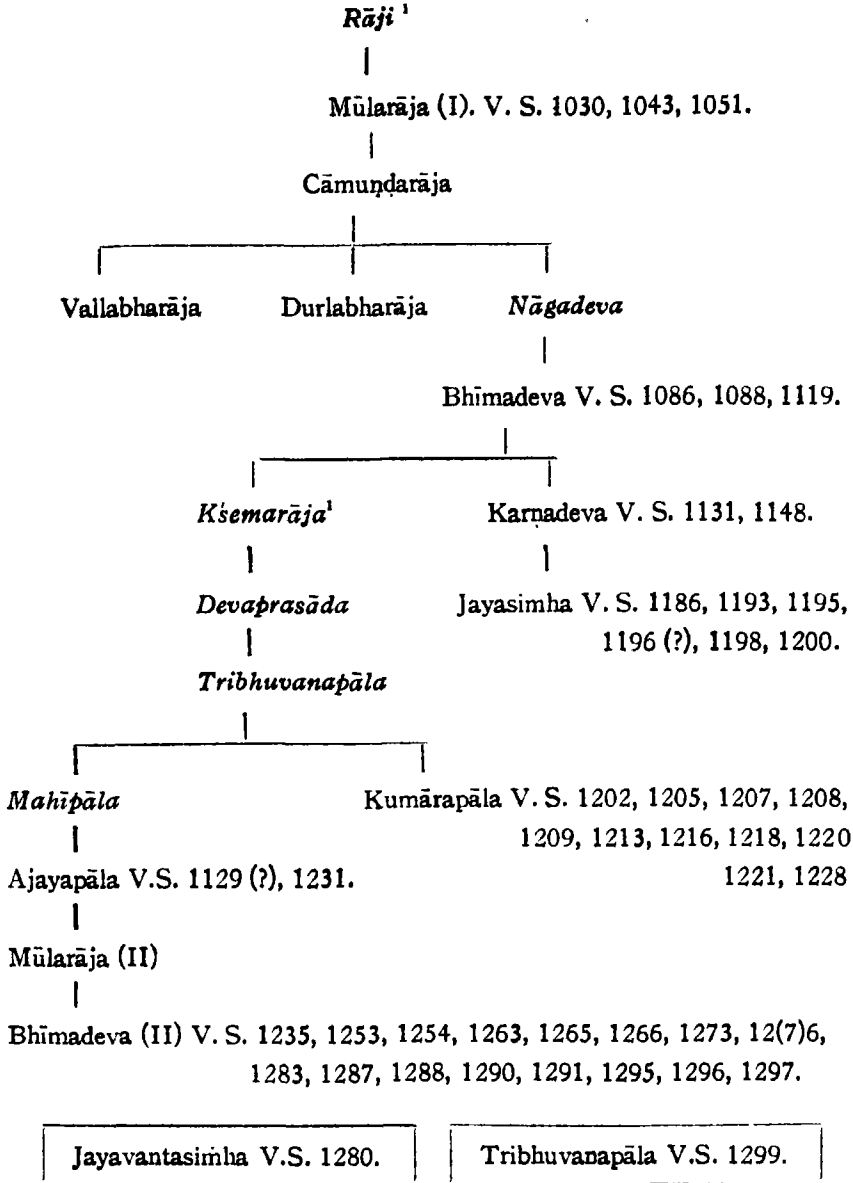 Rāji ¹
Mūlarāja (I). V. S. 1030, 1043, 1051.
Cāmuṇḍarāja
Vallabharāja Durlabharāja Nāgadeva
Bhīmadeva V. S. 1086, 1088, 1119.
Kśemarāja¹ Karṇadeva V. S. 1131, 1148.
Devaprasāda Jayasimha V. S. 1186, 1193, 1195,
1196 (?), 1198, 1200.
Tribhuvanapāla
Mahīpāla Kumārapāla V. S. 1202, 1205, 1207, 1208,
1209, 1213, 1216, 1218, 1220
Ajayapāla V.S. 1129 (?), 1231. 1221, 1228
Mūlarāja (II)
Bhīmadeva (II) V. S. 1235, 1253, 1254, 1263, 1265, 1266, 1273, 12(7)6,
1283, 1287, 1288, 1290, 1291, 1295, 1296, 1297.
Jayavantasiṁha V.S. 1280. Tribhuvanapāla V.S. 1299.